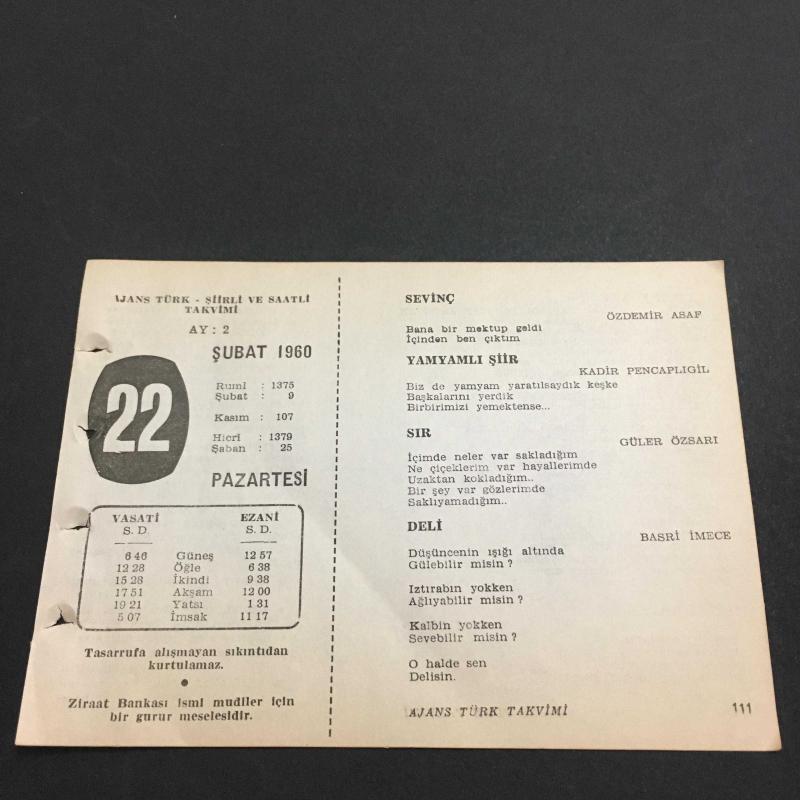 AJANS TÜRK - ŞİİRLİ VE SAATLİ
TAKVİMİ
AY : 2
ŞUBAT 1960
22
Rumî : 1375
Şubat : 9
Kasım : 107
Hicrî : 1379
Şaban : 25
PAZARTESİ
VASATİ EZANİ
S. D. S. D.
6 46 Güneş 12 57
12 28 Öğle 6 38
15 28 İkindi 9 38
17 51 Akşam 12 00
19 21 Yatsı 1 31
5 07 İmsak 11 17
Tasarrufa alışmayan sıkıntıdan
kurtulamaz.
Ziraat Bankası ismi mudiler için
bir gurur meselesidir.
SEVİNÇ
ÖZDEMİR ASAF
Bana bir mektup geldi
İçinden ben çıktım
YAMYAMLI ŞİİR
KADİR PENCAPLIGİL
Biz de yamyam yaratılsaydık keşke
Başkalarını yerdik
Birbirimizi yemektense...
SIR
GÜLER ÖZSARI
İçimde neler var sakladığım
Ne çiçeklerim var hayallerimde
Uzaktan kokladığım..
Bir şey var gözlerimde
Saklıyamadığım..
DELİ
BASRİ İMECE
Düşüncenin ışığı altında
Gülebilir misin ?
Iztırabın yokken
Ağlıyabilir misin ?
Kalbin yokken
Sevebilir misin ?
O halde sen
Delisin.
AJANS TÜRK TAKVİMİ 111